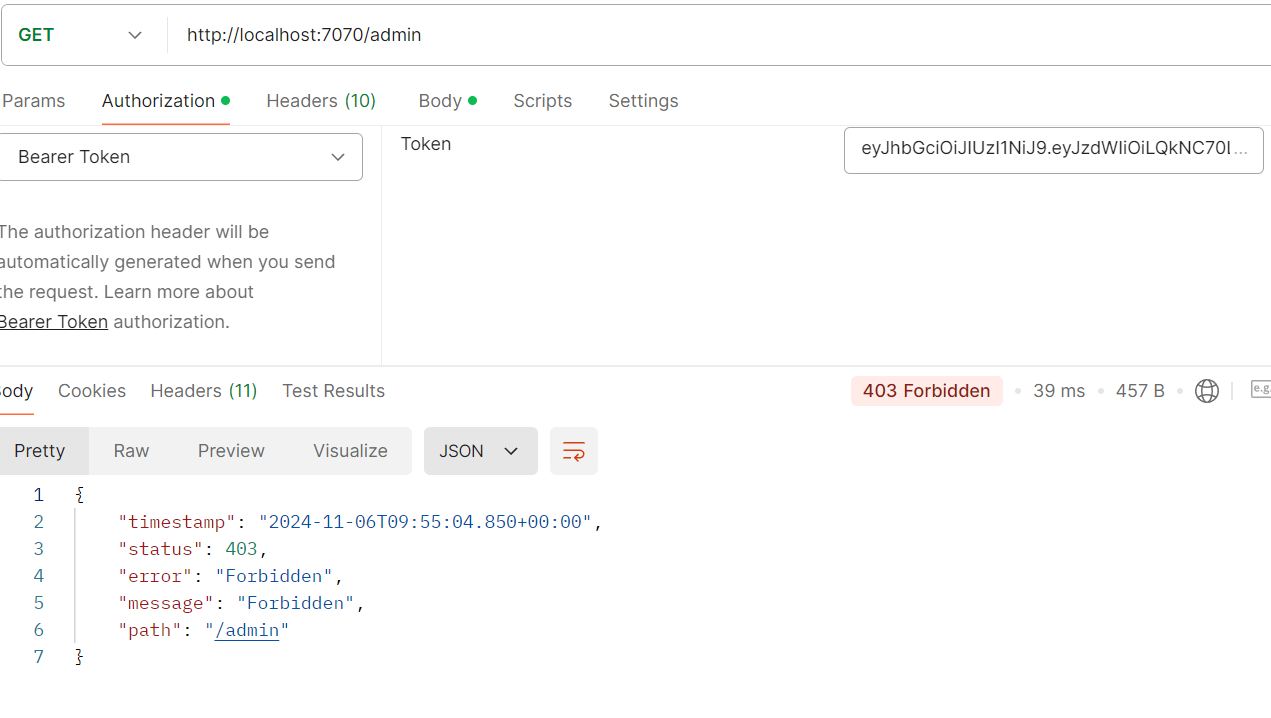 GET http://localhost:7070/admin
Params Authorization Headers (10) Body Scripts Settings
Bearer Token
Token
eyJhbGciOiJIUzI1NiJ9.eyJzdWIiOiLQkNC70L...
The authorization header will be
automatically generated when you send
the request. Learn more about
Bearer Token authorization.
Body Cookies Headers (11) Test Results 403 Forbidden 39 ms 457 B e.g.
Pretty Raw Preview Visualize JSON
1 {
2 "timestamp": "2024-11-06T09:55:04.850+00:00",
3 "status": 403,
4 "error": "Forbidden",
5 "message": "Forbidden",
6 "path": "/admin"
7 }